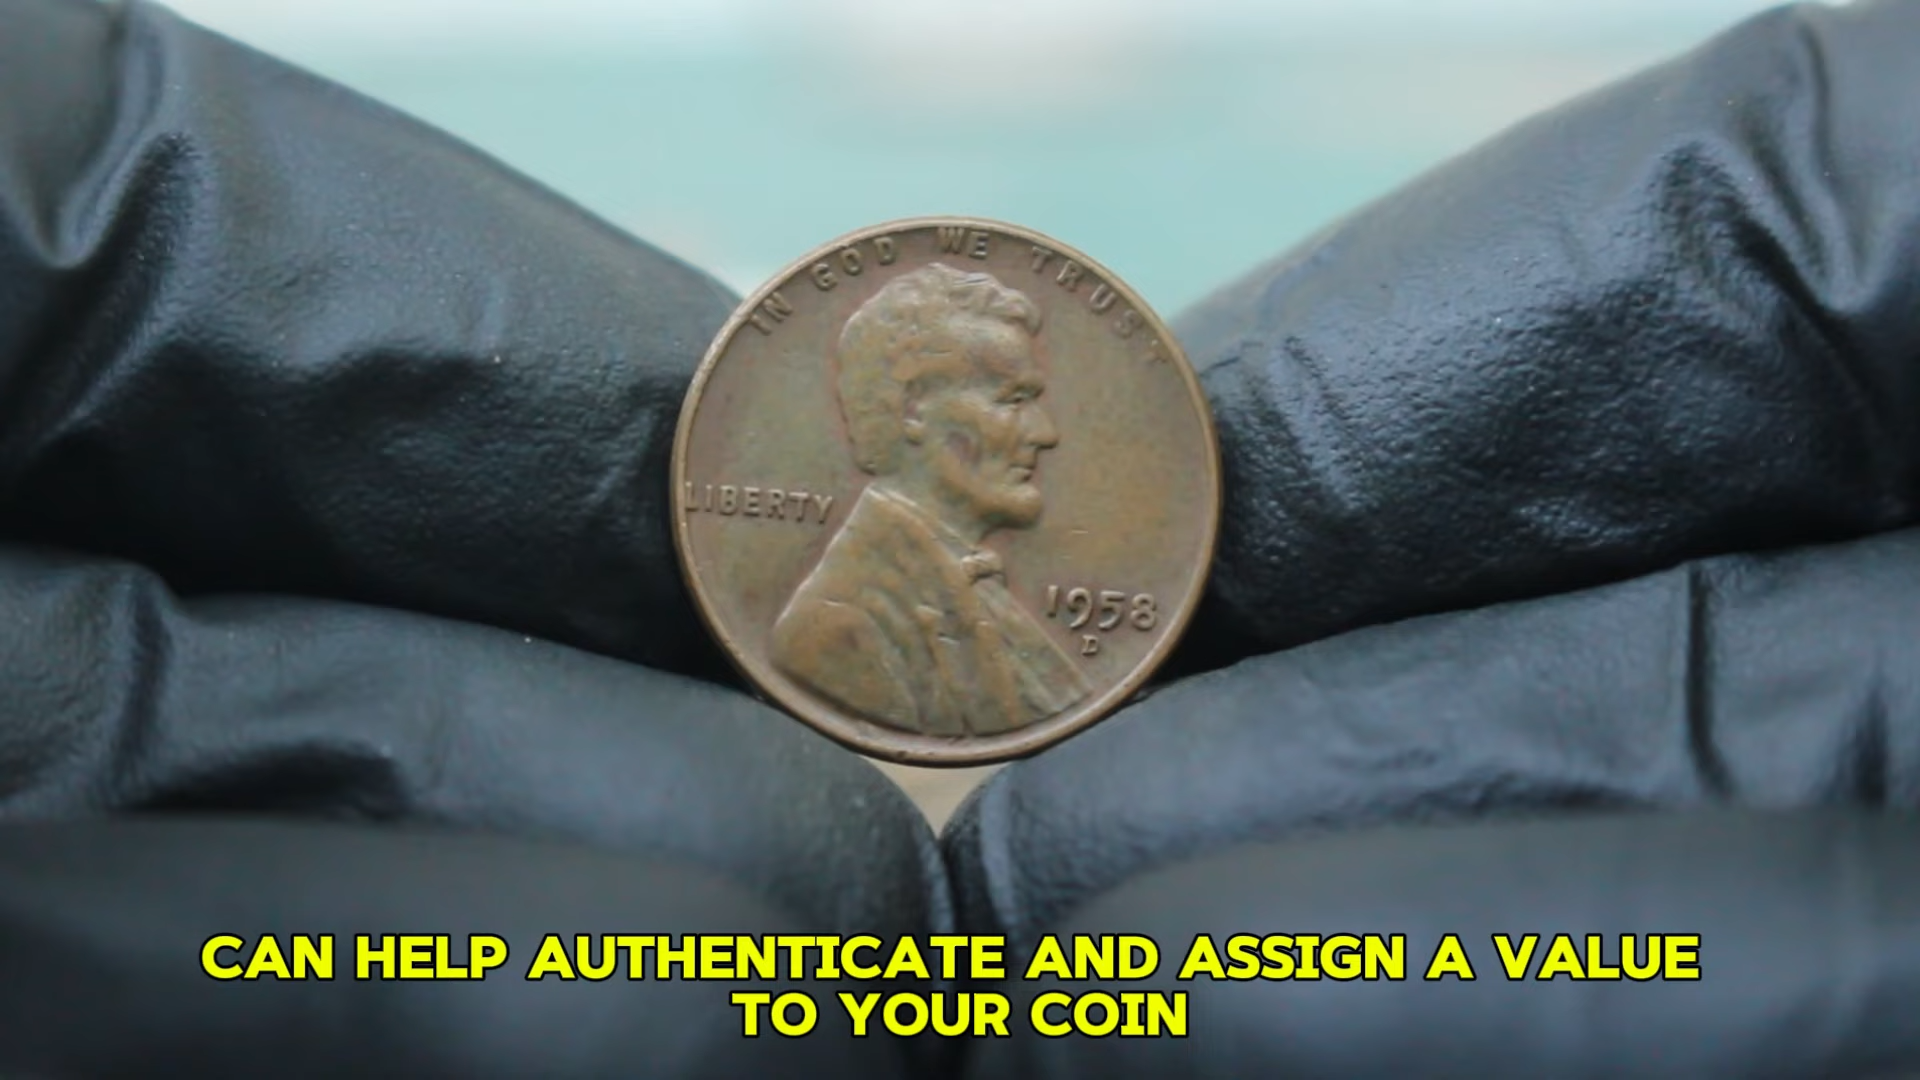 IN GOD WE TRUST
LIBERTY
1958
D
CAN HELP AUTHENTICATE AND ASSIGN A VALUE
TO YOUR COIN